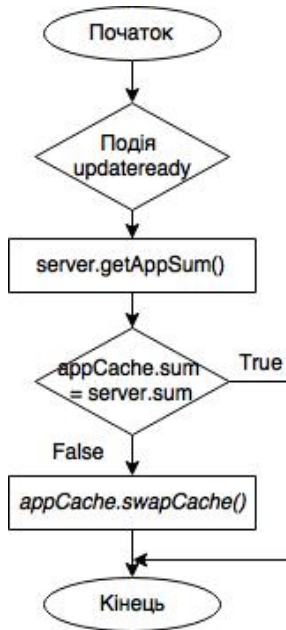 Початок
Подія
updateready
server.getAppSum()
appCache.sum
= server.sum
True
False
appCache.swapCache()
Кінець